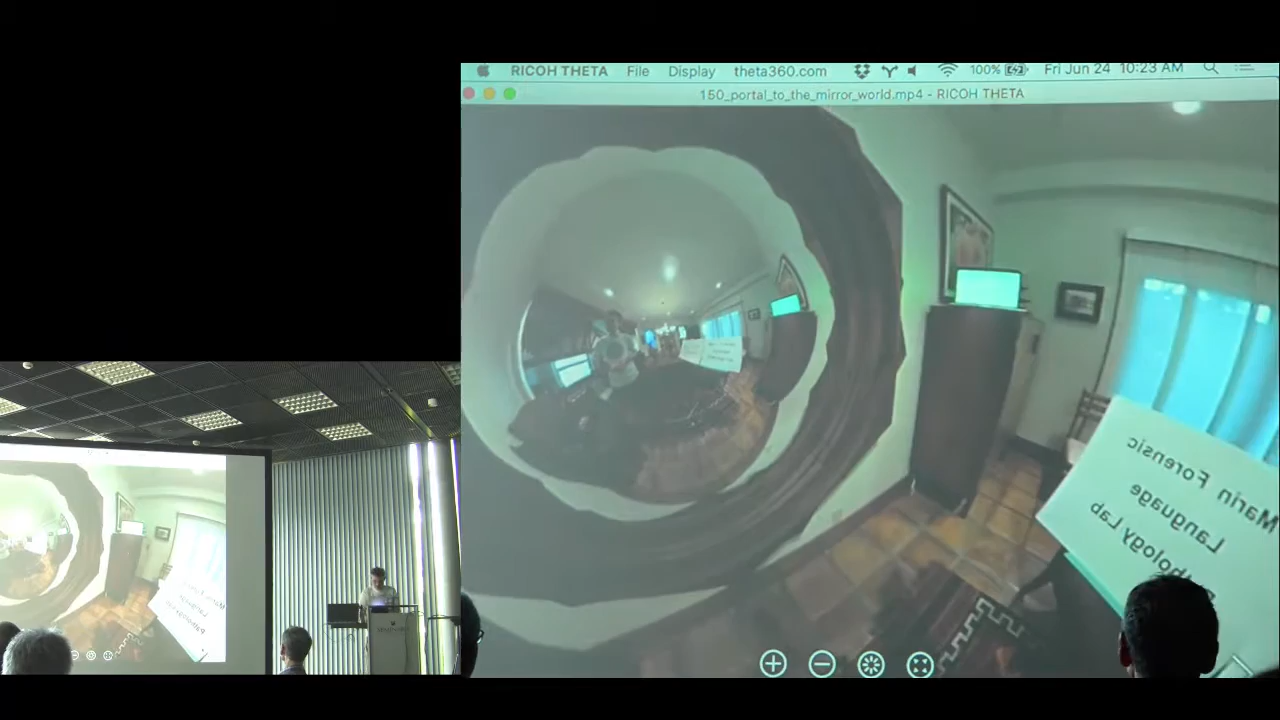 RICOH THETA File Display theta360.com 100% Fri Jun 24 10:23 AM
150_portal_to_the_mirror_world.mp4 - RICOH THETA
Marin Forensic
Language
Lab